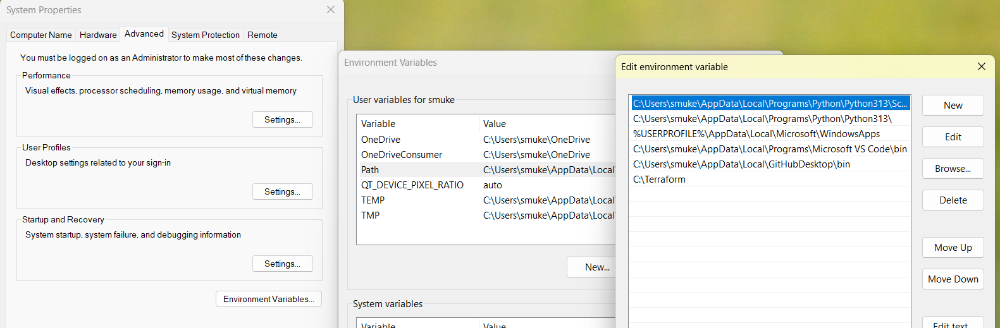 System Properties
Computer Name
Hardware
Advanced
System Protection
Remote
You must be logged on as an Administrator to make most of these changes.
Performance
Visual effects, processor scheduling, memory usage, and virtual memory
Settings...
User Profiles
Desktop settings related to your sign-in
Settings...
Startup and Recovery
System startup, system failure, and debugging information
Settings...
Environment Variables...
Environment Variables
User variables for smuke
Variable Value
OneDrive C:\Users\smuke\OneDrive
OneDriveConsumer C:\Users\smuke\OneDrive
Path C:\Users\smuke\AppData\Local\
QT_DEVICE_PIXEL_RATIO auto
TEMP C:\Users\smuke\AppData\Local\
TMP C:\Users\smuke\AppData\Local\
New...
System variables
Variable Value
Edit environment variable
C:\Users\smuke\AppData\Local\Programs\Python\Python313\Sc...
C:\Users\smuke\AppData\Local\Programs\Python\Python313\
%USERPROFILE%\AppData\Local\Microsoft\WindowsApps
C:\Users\smuke\AppData\Local\Programs\Microsoft VS Code\bin
C:\Users\smuke\AppData\Local\GitHubDesktop\bin
C:\Terraform
New
Edit
Browse...
Delete
Move Up
Move Down
Edit text...